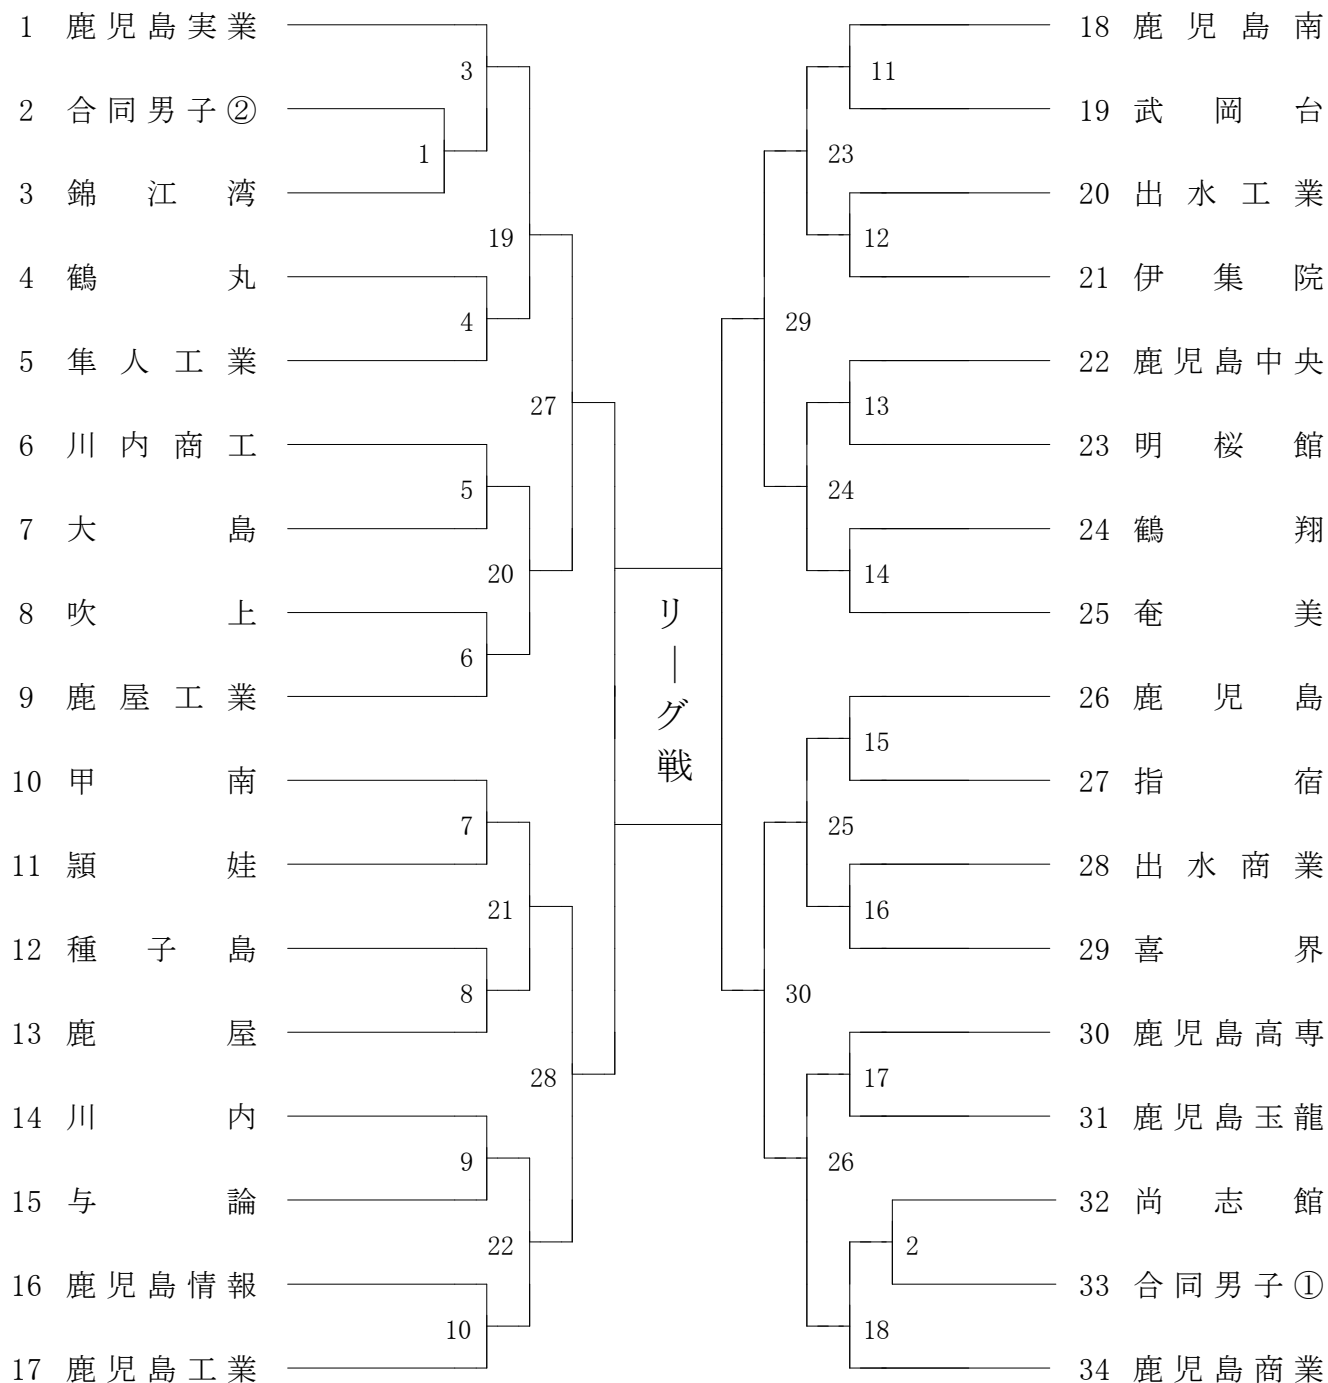 1 鹿児島実業
2 合同男子②
3 錦江湾
4 鶴丸
5 隼人工業
6 川内商工
7 大島
8 吹上
9 鹿屋工業
10 甲南
11 頴娃
12 種子島
13 鹿屋
14 川内
15 与論
16 鹿児島情報
17 鹿児島工業
3
1
19
4
27
5
20
6
7
21
8
28
9
22
10
リーグ戦
11
23
12
29
13
24
14
15
25
16
30
17
26
2
18
18 鹿児島南
19 武岡台
20 出水工業
21 伊集院
22 鹿児島中央
23 明桜館
24 鶴翔
25 奄美
26 鹿児島
27 指宿
28 出水商業
29 喜界
30 鹿児島高専
31 鹿児島玉龍
32 尚志館
33 合同男子①
34 鹿児島商業